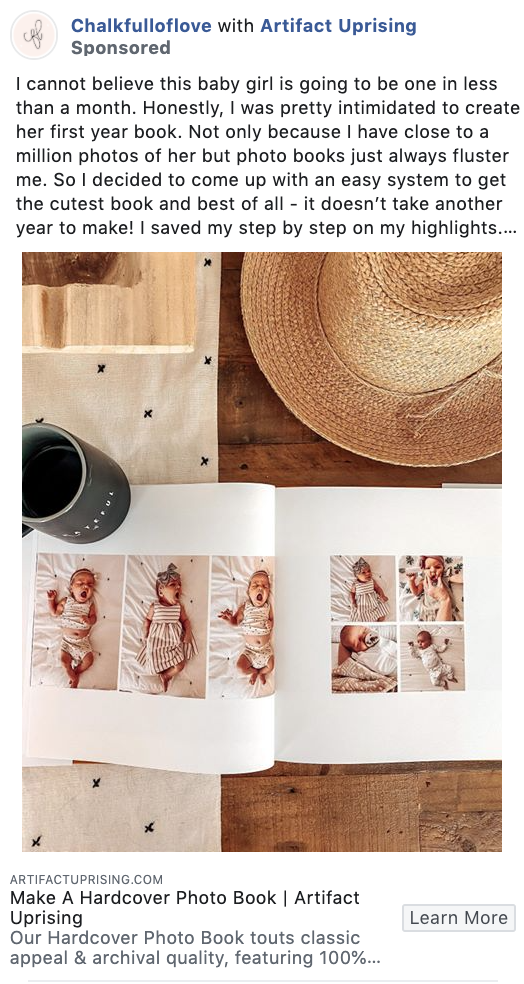 Chalkfulloflove with Artifact Uprising
Sponsored
I cannot believe this baby girl is going to be one in less
than a month. Honestly, I was pretty intimidated to create
her first year book. Not only because I have close to a
million photos of her but photo books just always fluster
me. So I decided to come up with an easy system to get
the cutest book and best of all - it doesn’t take another
year to make! I saved my step by step on my highlights....
ARTIFACTUPRISING.COM
Make A Hardcover Photo Book | Artifact
Uprising
Learn More
Our Hardcover Photo Book touts classic
appeal & archival quality, featuring 100%...